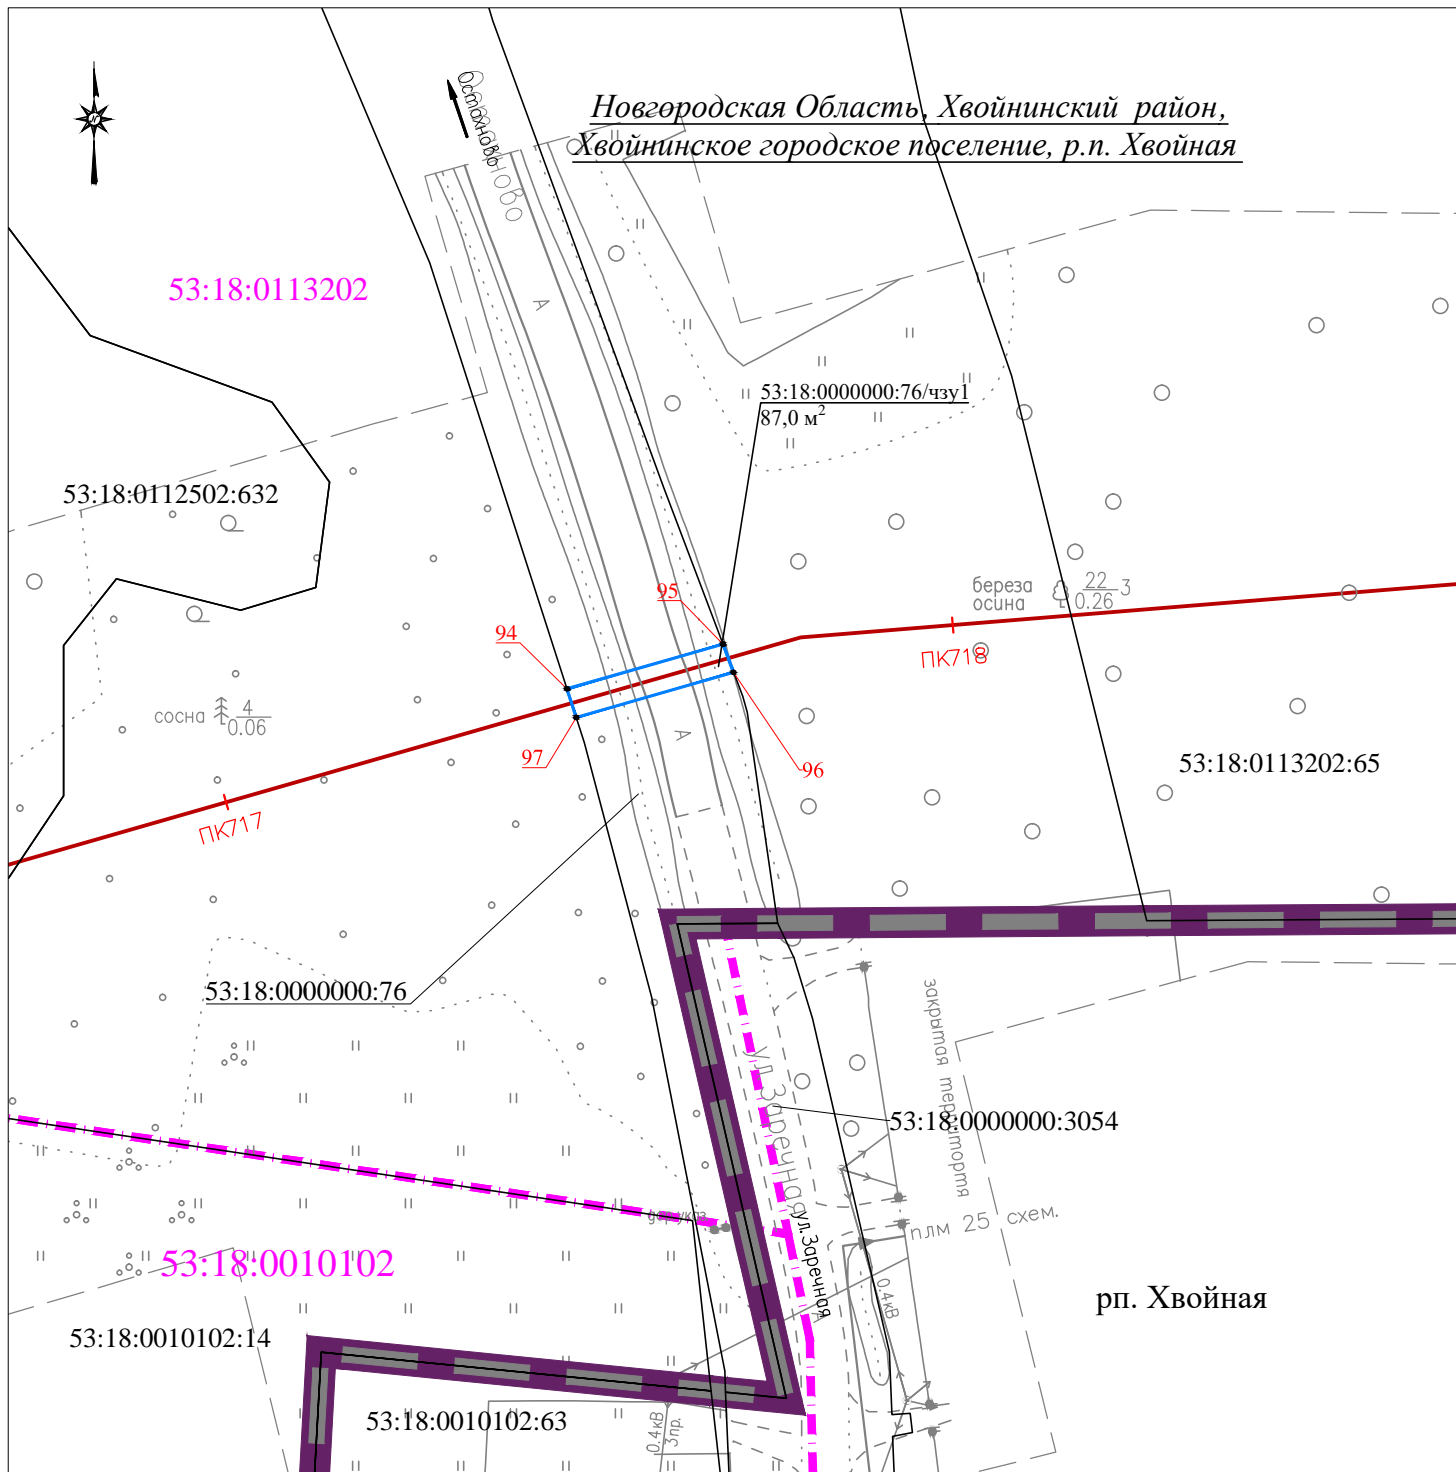 Новгородская Область, Хвойнинский район,
Хвойнинское городское поселение, р.п. Хвойная
Остахново
Остахново
53:18:0113202
А
53:18:0000000:76/чзу1
87,0 м²
53:18:0112502:632
береза
осина
22
0.26
3
95
94
ПК718
сосна
4
0.06
А
97
96
53:18:0113202:65
ПК717
53:18:0000000:76
закрытая территортя
ул. Заречная
53:18:0000000:3054
плм 25 схем.
ул. Заречная
53:18:0010102
0.4кВ
рп. Хвойная
А
53:18:0010102:14
53:18:0010102:63
0.4кВ
3пр.